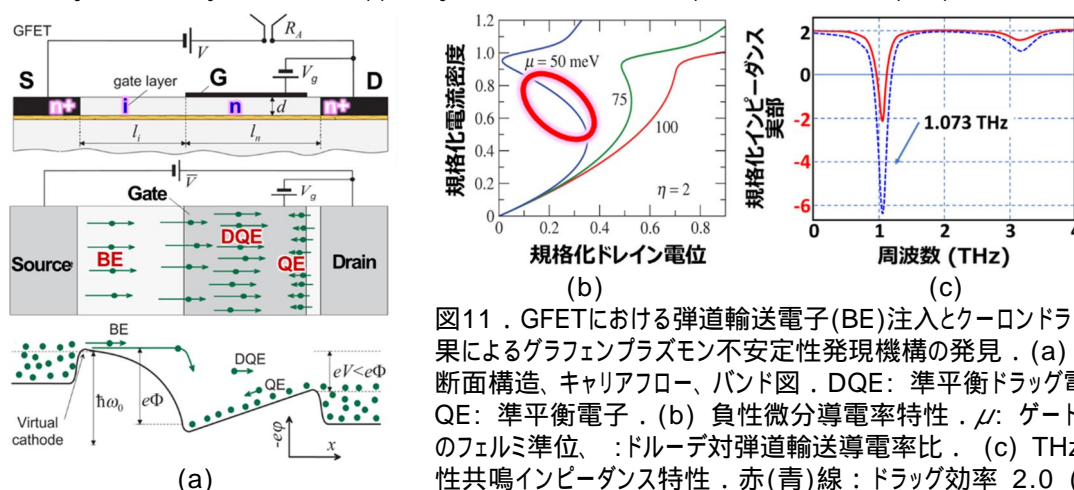 GFET
V
R_A
S
gate layer
G
V_g
D
n+
i
n
d
n+
l_i
l_n
V
V_g
Gate
DQE
Source
BE
QE
Drain
BE
DQE
eV<eΦ
QE
ħω₀
eΦ
Virtual
cathode
-eφ
x
(a)
規格化電流密度
1.2
1.0
0.8
0.6
0.4
0.2
0
μ = 50 meV
75
100
η = 2
0
0.2
0.4
0.6
0.8
規格化ドレイン電位
(b)
規格化インピーダンス
実部
2
0
-2
-4
-6
1.073 THz
0
1
2
3
4
周波数 (THz)
(c)
図11．GFETにおける弾道輸送電子(BE)注入とクーロンドラ
果によるグラフェンプラズモン不安定性発現機構の発見．(a)
断面構造、キャリアフロー、バンド図．DQE: 準平衡ドラッグ電
QE: 準平衡電子．(b) 負性微分導電率特性．μ: ゲート
のフェルミ準位、 :ドルーデ対弾道輸送導電率比． (c) THz
性共鳴インピーダンス特性．赤(青)線：ドラッグ効率 2.0 (